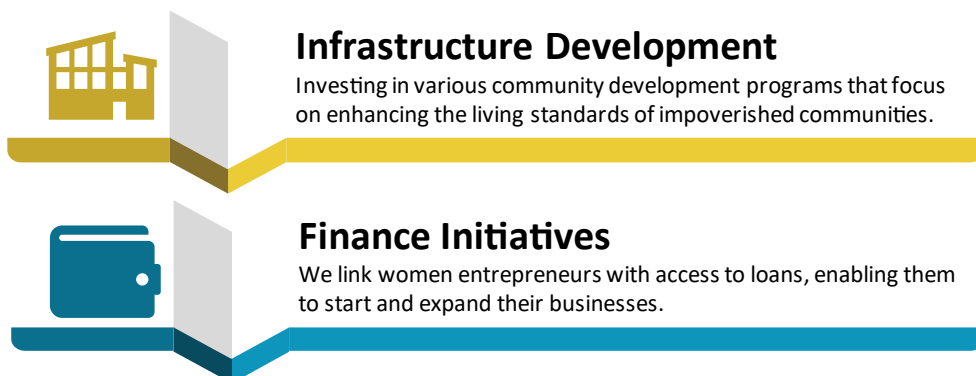 Infrastructure Development
Investing in various community development programs that focus
on enhancing the living standards of impoverished communities.
Finance Initiatives
We link women entrepreneurs with access to loans, enabling them
to start and expand their businesses.